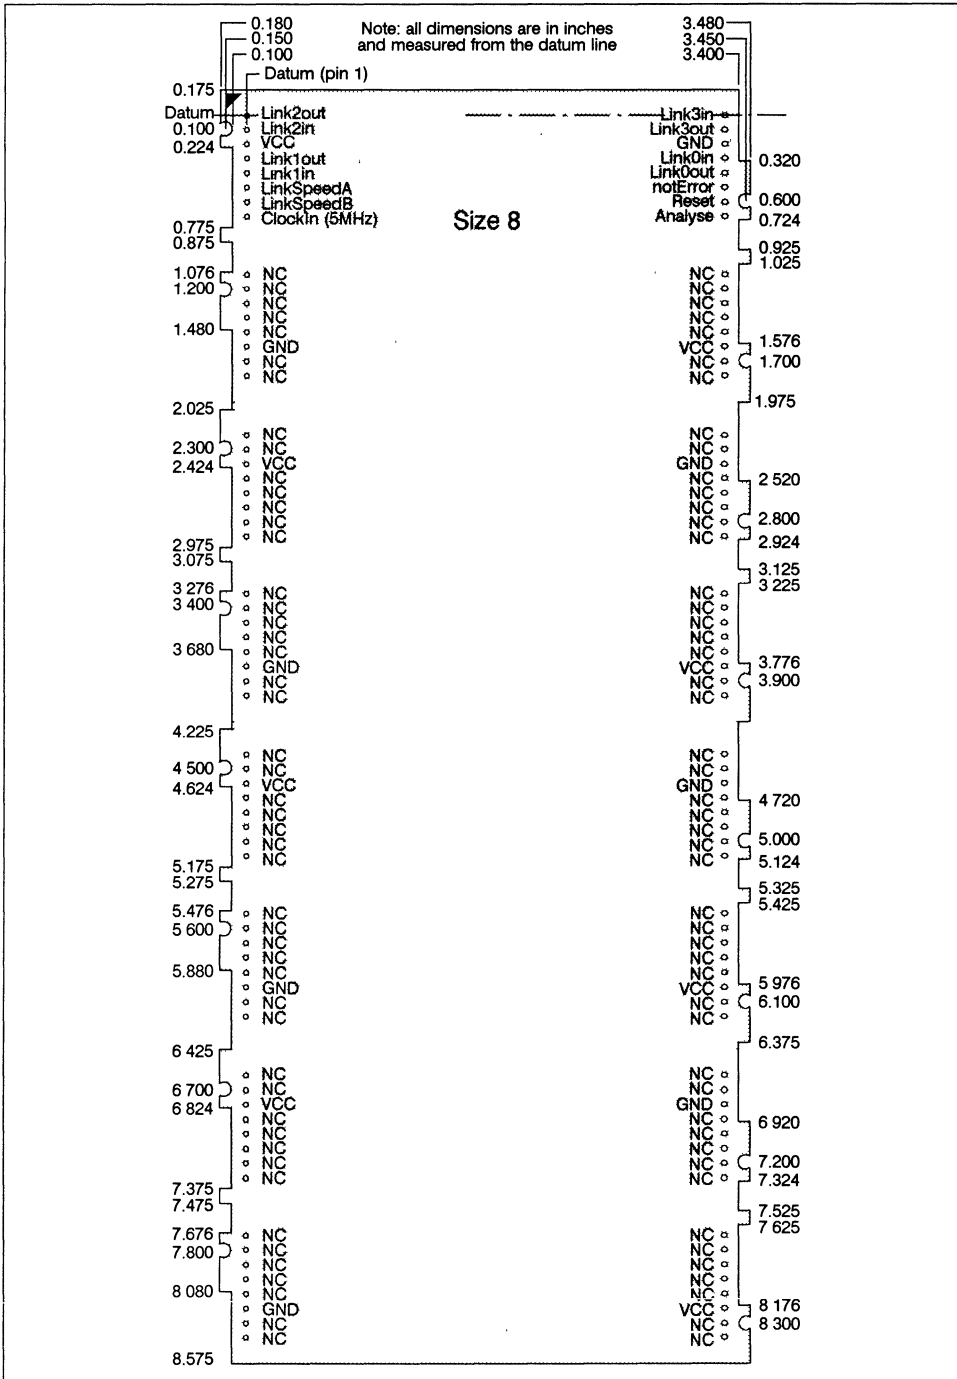 0.180 Note: all dimensions are in inches 3.480
0.150 and measured from the datum line 3.450
0.100 3.400
Datum (pin 1)
0.175
Datum Link2out Link3in
0.100 Link2in Link3out
0.224 VCC GND
Link1out Link0in 0.320
Link1in Link0out
LinkSpeedA notError
LinkSpeedB Reset 0.600
0.775 ClockIn (5MHz) Size 8 Analyse 0.724
0.875 0.925
1.025
1.076 NC NC
1.200 NC NC
NC NC
NC NC
1.480 NC NC
GND VCC 1.576
NC NC 1.700
NC NC
2.025 1.975
NC NC
2.300 NC NC
2.424 VCC GND
NC NC 2 520
NC NC
NC NC
NC NC 2.800
NC NC 2.924
2.975
3.075 3.125
3 276 3 225
NC NC
3 400 NC NC
NC NC
NC NC
3 680 NC NC
GND VCC 3.776
NC NC 3.900
NC NC
4.225
NC NC
4 500 NC NC
4.624 VCC GND
NC NC 4 720
NC NC
NC NC
NC NC 5.000
NC NC 5.124
5.175
5.275 5.325
5.425
5.476 NC NC
5 600 NC NC
NC NC
NC NC
5.880 NC NC
GND VCC 5 976
NC NC 6.100
NC NC
6 425 6.375
NC NC
6 700 NC NC
6 824 VCC GND
NC NC 6 920
NC NC
NC NC
NC NC 7.200
NC NC 7.324
7.375
7.475 7.525
7 625
7.676 NC NC
7.800 NC NC
NC NC
NC NC
8 080 NC NC
GND VCC 8 176
NC NC 8 300
NC NC
8.575